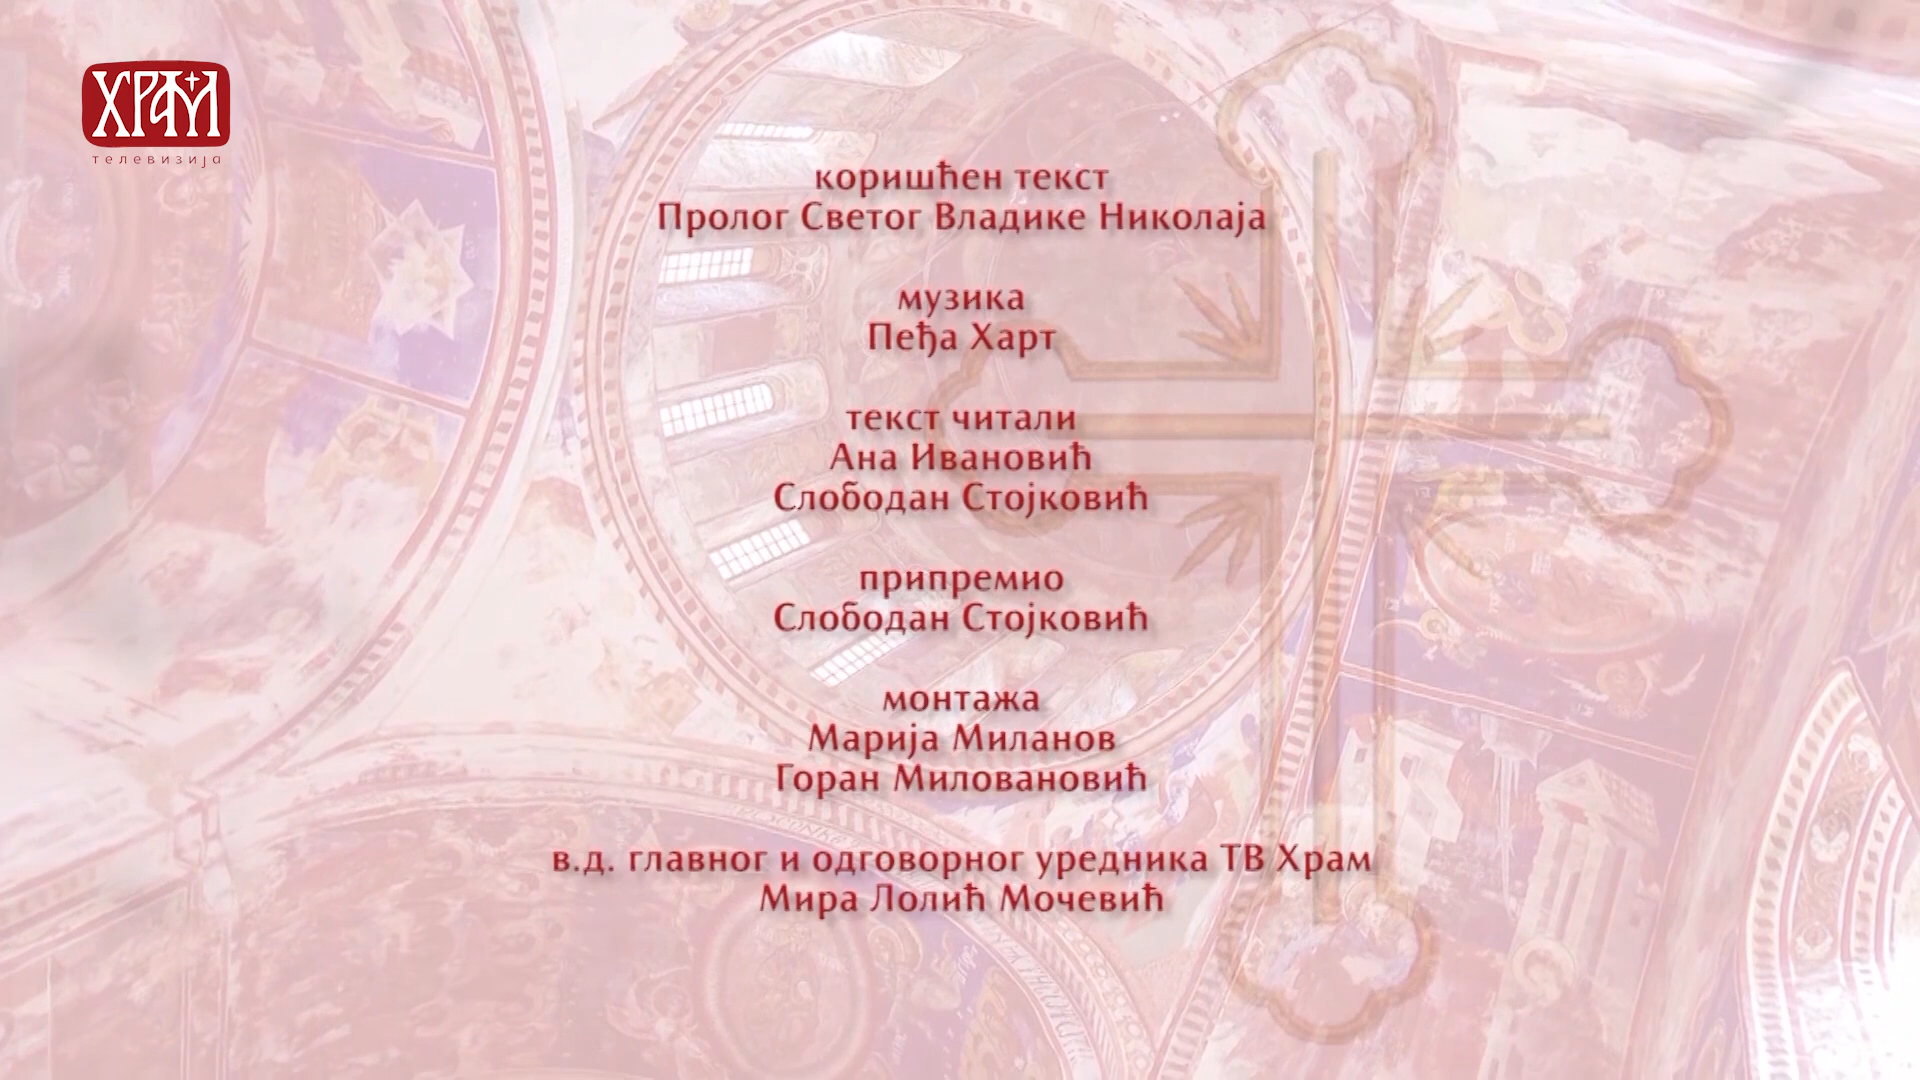 ХРАМ
телевизија
коришћен текст
Пролог Светог Владике Николаја
музика
Пеђа Харт
текст читали
Ана Ивановић
Слободан Стојковић
припремио
Слободан Стојковић
монтажа
Марија Миланов
Горан Миловановић
в.д. главног и одговорног уредника ТВ Храм
Мира Лолић Мочевић